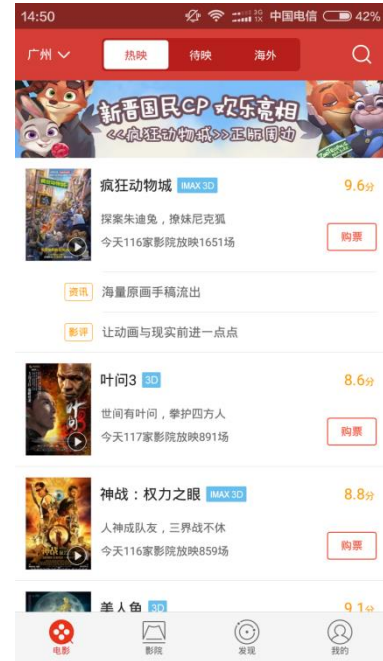 14:50
3G
1X
中国电信
42%
广州
热映
待映
海外
新晋国民CP 欢乐亮相
<<疯狂动物城>>正版周边
疯狂动物城 IMAX 3D
9.6分
探案朱迪兔，撩妹尼克狐
今天116家影院放映1651场
购票
资讯 海量原画手稿流出
影评 让动画与现实前进一点点
叶问3 3D
8.6分
世间有叶问，拳护四方人
今天117家影院放映891场
购票
神战：权力之眼 IMAX 3D
8.8分
人神成队友，三界战不休
今天116家影院放映859场
购票
美人鱼 3D
9.1分
电影
影院
发现
我的